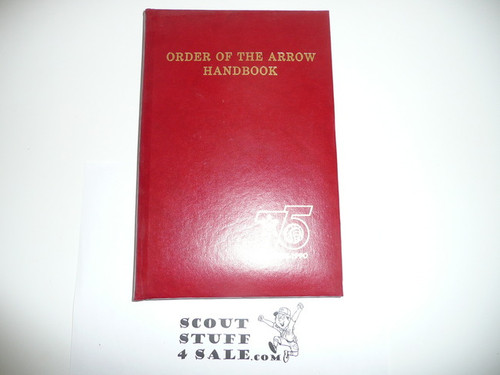 ORDER OF THE ARROW
HANDBOOK
75
SCOUT
STUFF
4 SALE.com